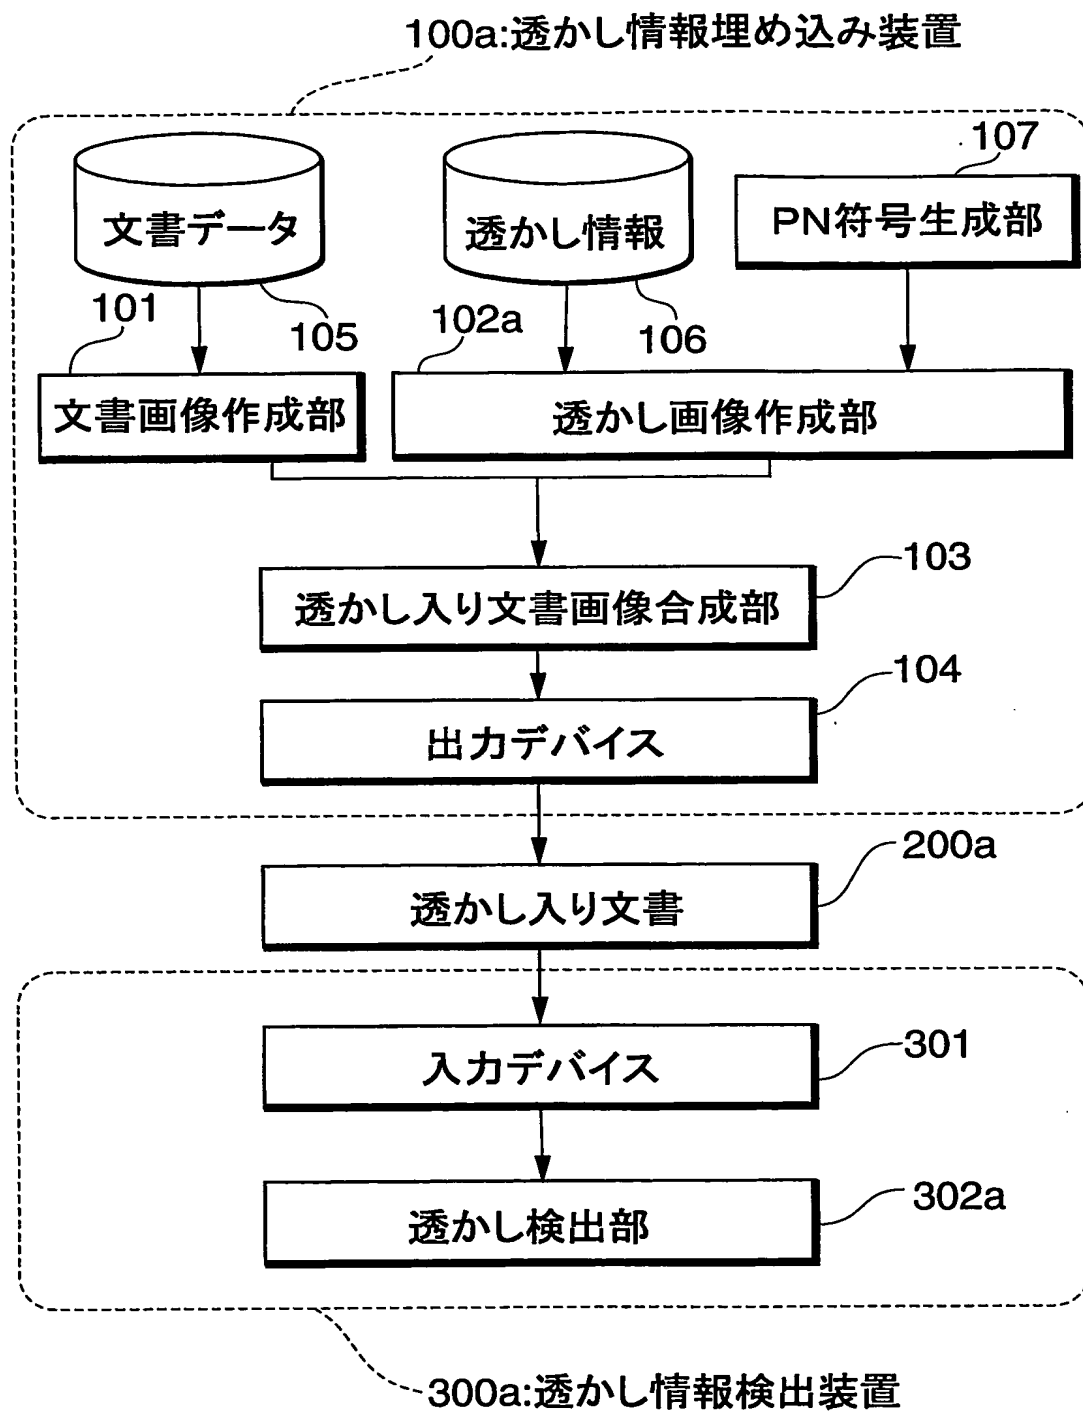 100a:透かし情報埋め込み装置
107
文書データ
透かし情報
PN符号生成部
101
105
102a
106
文書画像作成部
透かし画像作成部
103
透かし入り文書画像合成部
104
出力デバイス
200a
透かし入り文書
301
入力デバイス
302a
透かし検出部
300a:透かし情報検出装置